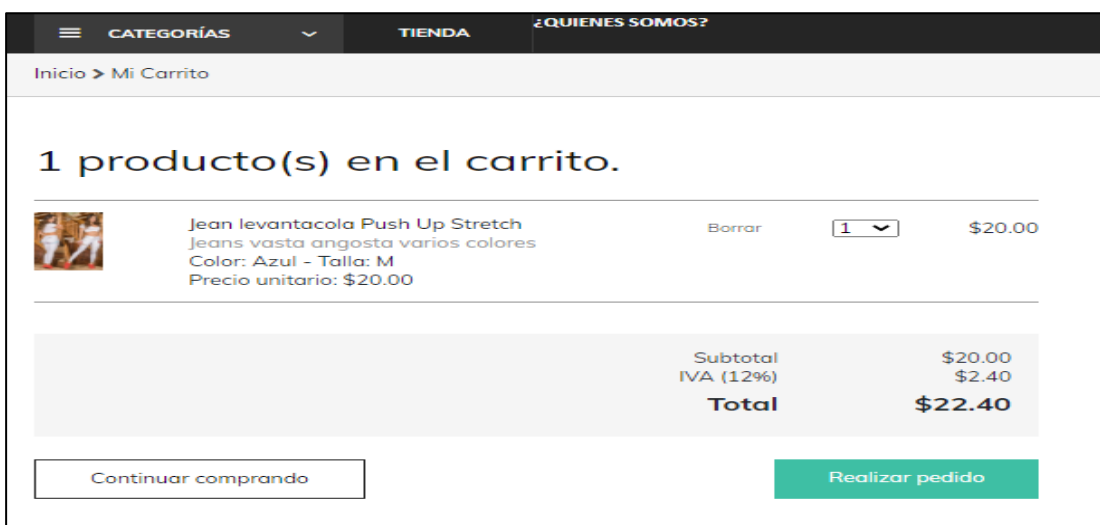 CATEGORÍAS TIENDA ¿QUIENES SOMOS?
Inicio > Mi Carrito
1 producto(s) en el carrito.
Jean levantacola Push Up Stretch Borrar 1 $20.00
Jeans vasta angosta varios colores
Color: Azul - Talla: M
Precio unitario: $20.00
Subtotal $20.00
IVA (12%) $2.40
Total $22.40
Continuar comprando Realizar pedido